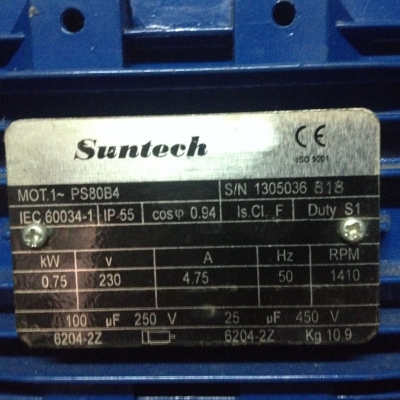 Suntech
CE
ISO 9001
MOT.1~ PS80B4 S/N 1305036 818
IEC 60034-1 IP-55 cosφ 0.94 Is.Cl. F Duty S1
kW v A Hz RPM
0.75 230 4.75 50 1410
100 µF 250 V 25 µF 450 V
6204-2Z 6204-2Z Kg 10.9